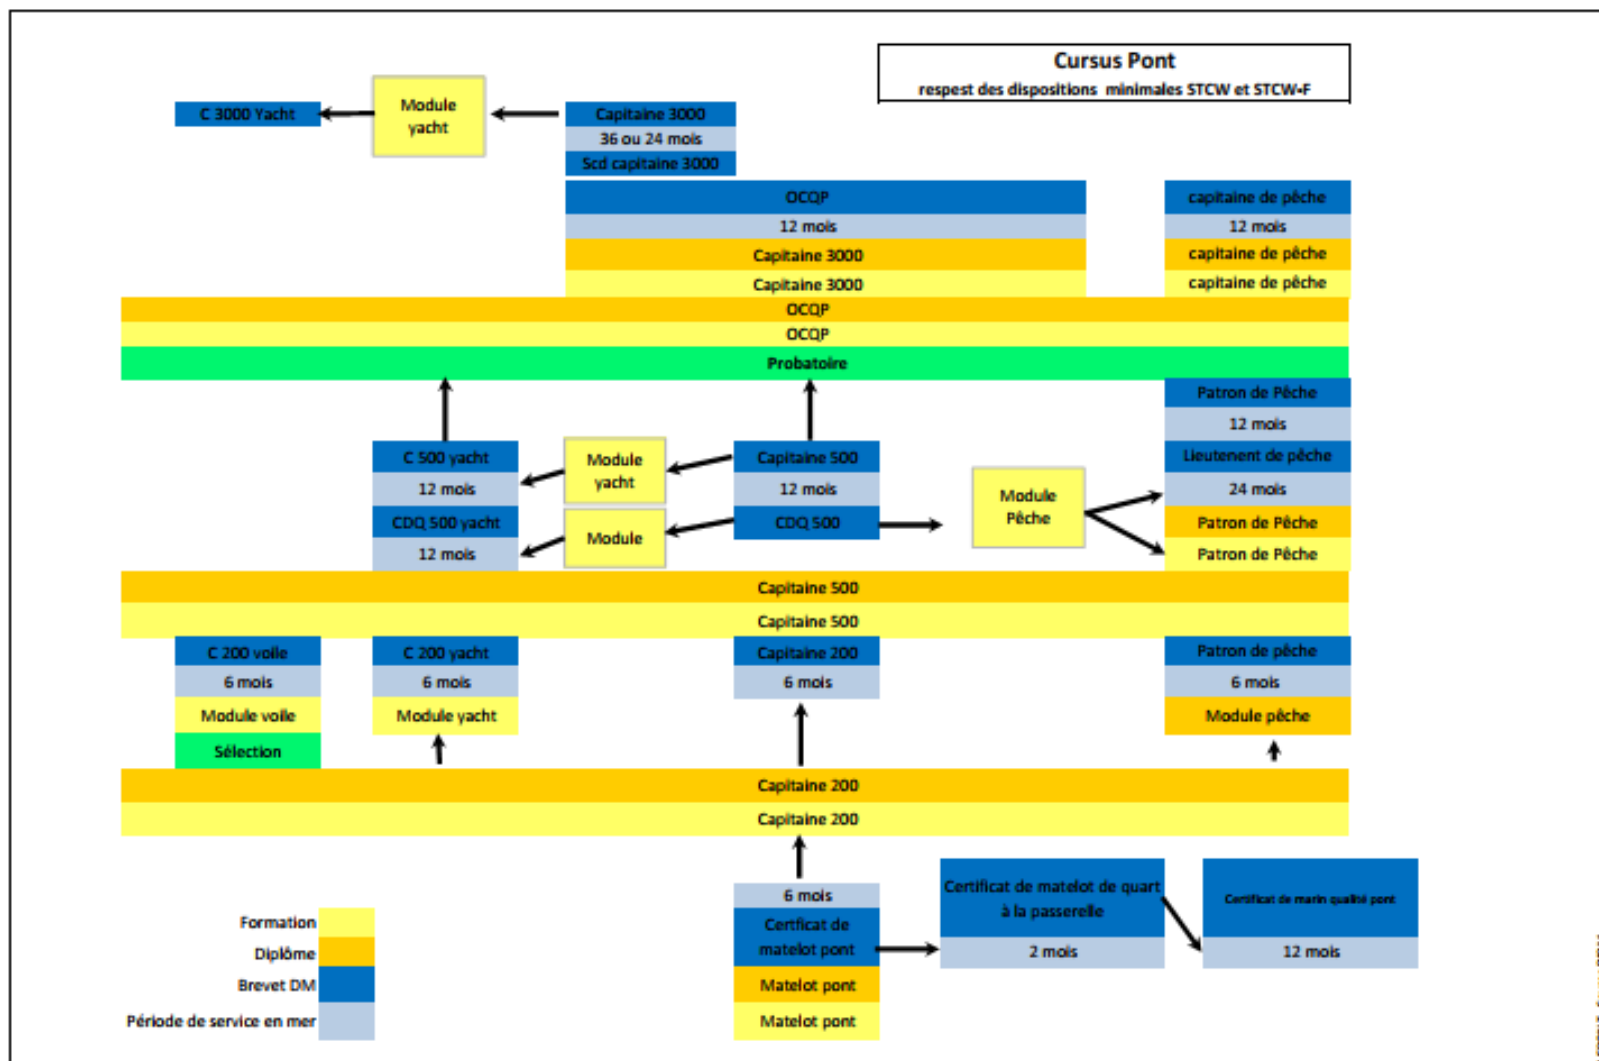 Cursus Pont
respest des dispositions minimales STCW et STCW-F
C 3000 Yacht
Module
yacht
Capitaine 3000
36 ou 24 mois
Scd capitaine 3000
OCQP
capitaine de pêche
12 mois
12 mois
Capitaine 3000
capitaine de pêche
Capitaine 3000
capitaine de pêche
OCQP
OCQP
Probatoire
Patron de Pêche
12 mois
C 500 yacht
Module
yacht
Capitaine 500
Lieutenent de pêche
12 mois
12 mois
Module
Pêche
24 mois
CDQ 500 yacht
Module
CDQ 500
Patron de Pêche
12 mois
Patron de Pêche
Capitaine 500
Capitaine 500
C 200 voile
C 200 yacht
Capitaine 200
Patron de pêche
6 mois
6 mois
6 mois
6 mois
Module voile
Module yacht
Module pêche
Sélection
Capitaine 200
Capitaine 200
6 mois
Certficat de
matelot pont
Certificat de matelot de quart
à la passerelle
Certificat de marin qualité pont
2 mois
12 mois
Matelot pont
Matelot pont
Formation
Diplôme
Brevet DM
Période de service en mer